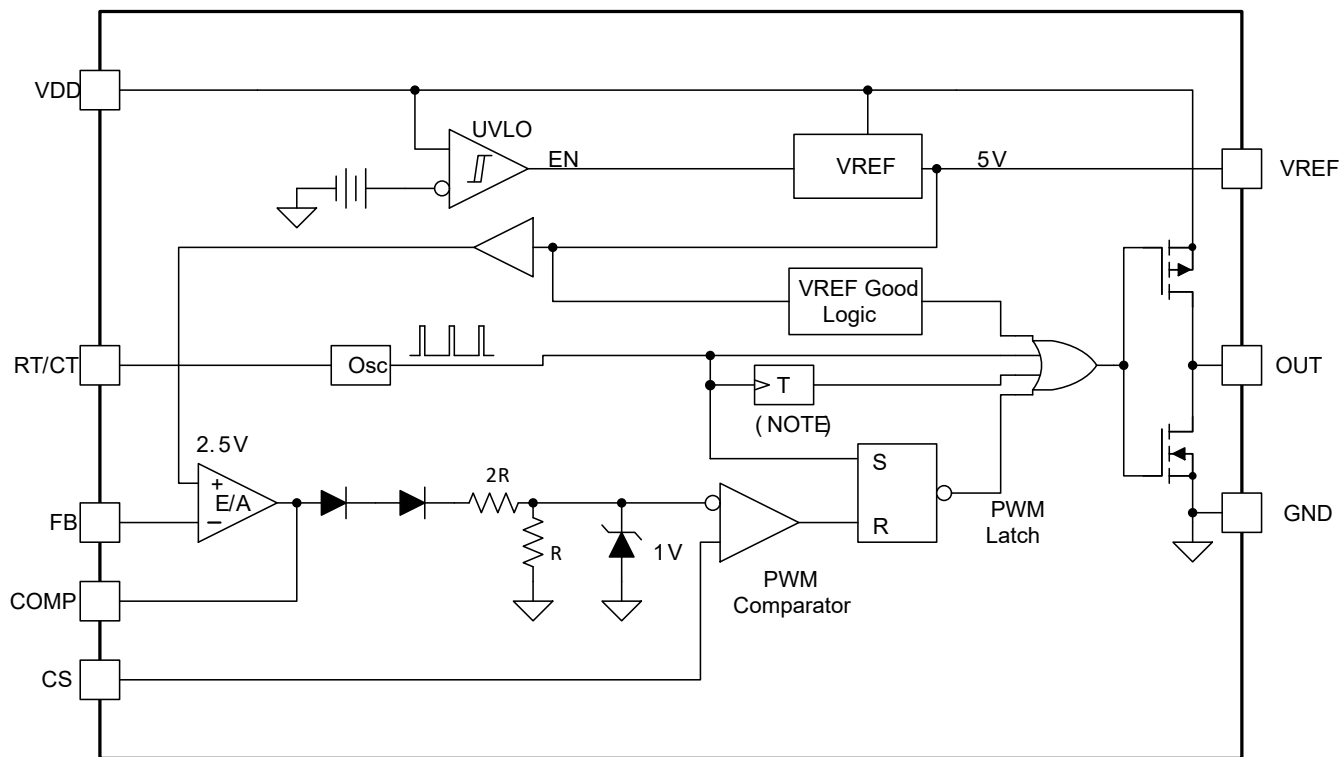 VDD
UVLO
EN
VREF
5V
VREF
VREF Good
Logic
RT/CT
Osc
T
(NOTE)
OUT
2.5V
+
E/A
−
FB
2R
R
1V
S
R
PWM
Latch
GND
COMP
PWM
Comparator
CS